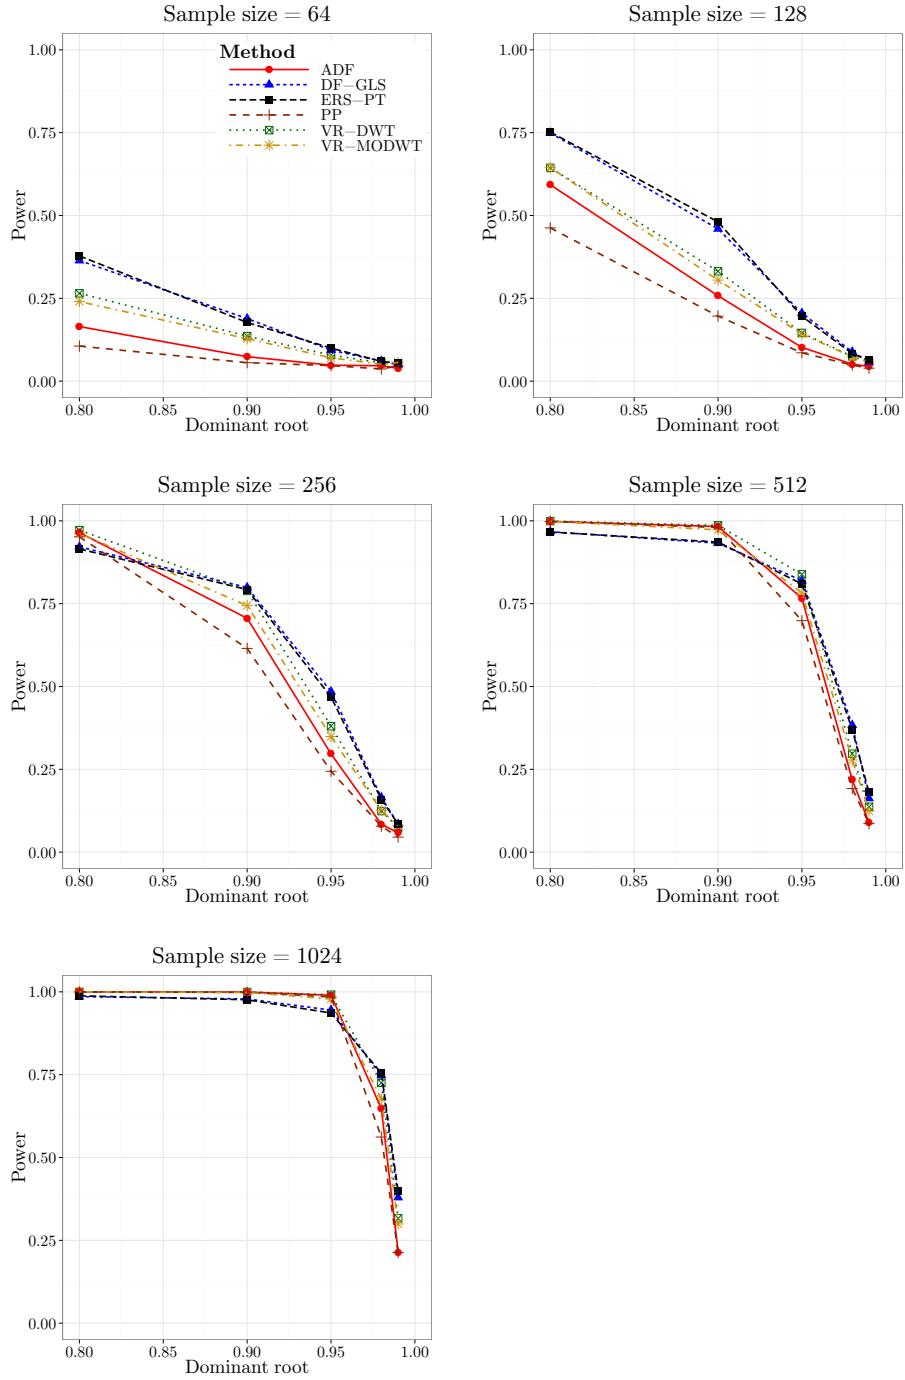 Sample size = 64
Method
ADF
DF−GLS
ERS−PT
PP
VR−DWT
VR−MODWT
Power
1.00
0.75
0.50
0.25
0.00
0.80 0.85 0.90 0.95 1.00
Dominant root
Sample size = 128
Power
1.00
0.75
0.50
0.25
0.00
0.80 0.85 0.90 0.95 1.00
Dominant root
Sample size = 256
Power
1.00
0.75
0.50
0.25
0.00
0.80 0.85 0.90 0.95 1.00
Dominant root
Sample size = 512
Power
1.00
0.75
0.50
0.25
0.00
0.80 0.85 0.90 0.95 1.00
Dominant root
Sample size = 1024
Power
1.00
0.75
0.50
0.25
0.00
0.80 0.85 0.90 0.95 1.00
Dominant root